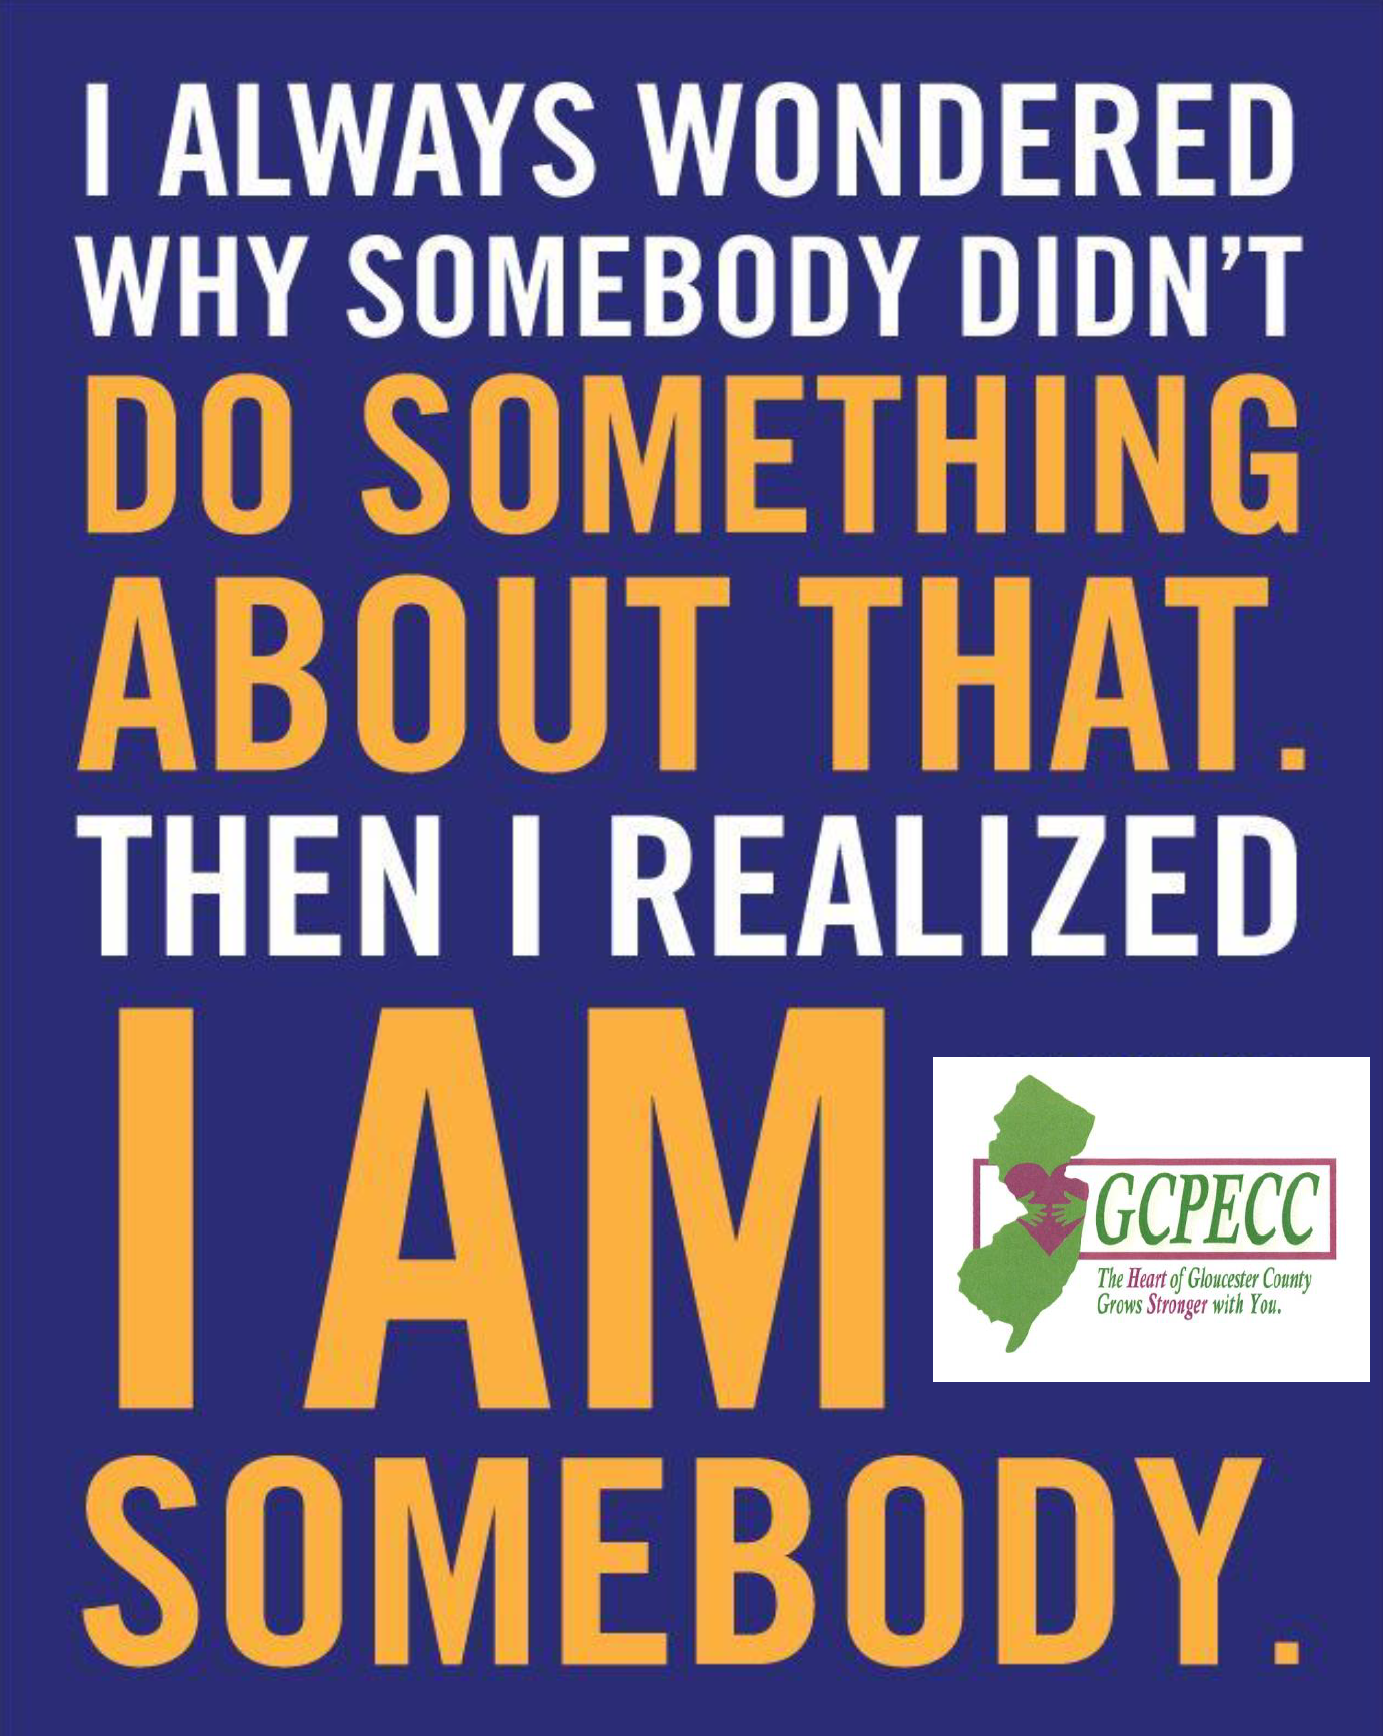 I ALWAYS WONDERED
WHY SOMEBODY DIDN'T
DO SOMETHING
ABOUT THAT.
THEN I REALIZED
I AM
GCPECC
The Heart of Gloucester County
Grows Stronger with You.
SOMEBODY.